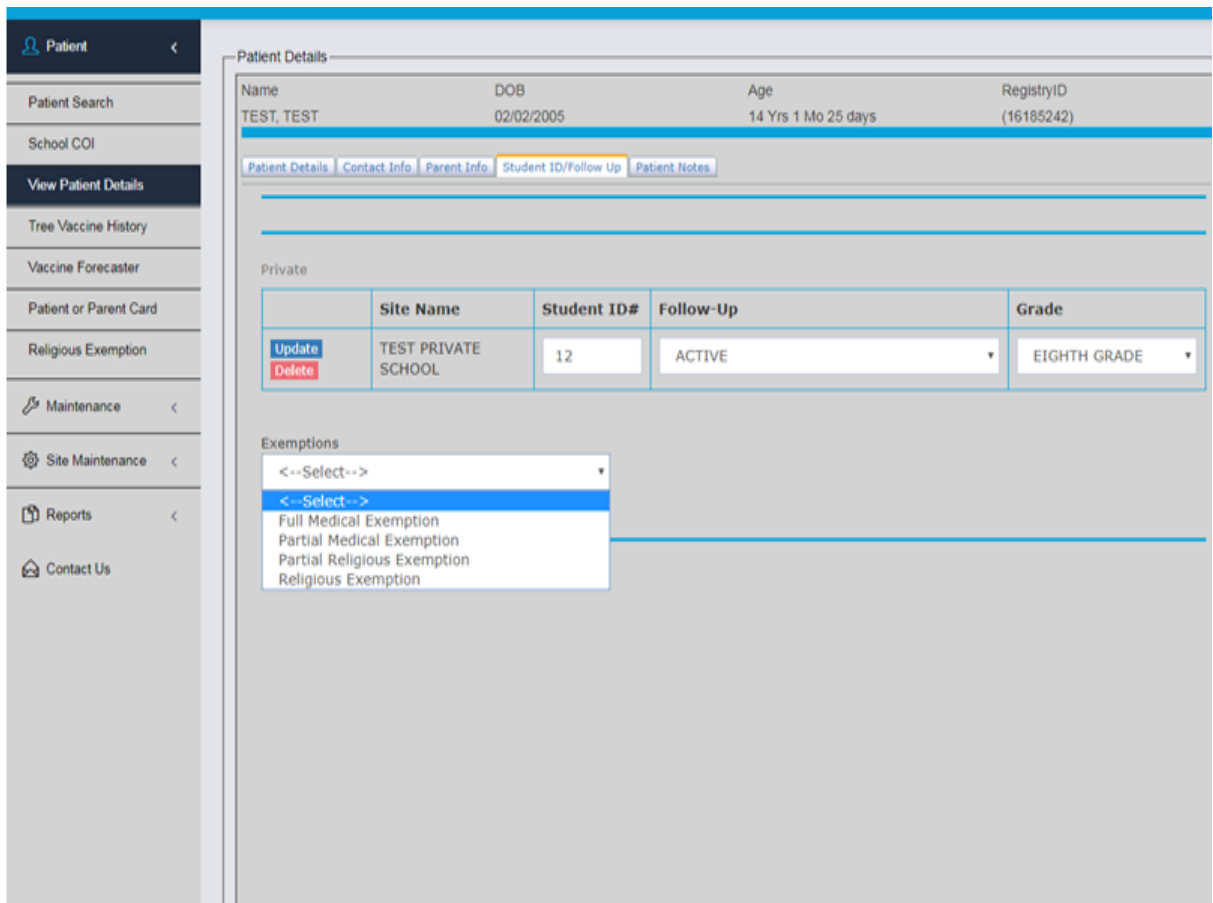 Patient
Patient Search
School COI
View Patient Details
Tree Vaccine History
Vaccine Forecaster
Patient or Parent Card
Religious Exemption
Maintenance
Site Maintenance
Reports
Contact Us
Patient Details
Name DOB Age RegistryID
TEST, TEST 02/02/2005 14 Yrs 1 Mo 25 days (16185242)
Patient Details Contact Info Parent Info Student ID/Follow Up Patient Notes
Private
Site Name Student ID# Follow-Up Grade
Update Delete TEST PRIVATE SCHOOL 12 ACTIVE EIGHTH GRADE
Exemptions
<--Select-->
<--Select-->
Full Medical Exemption
Partial Medical Exemption
Partial Religious Exemption
Religious Exemption